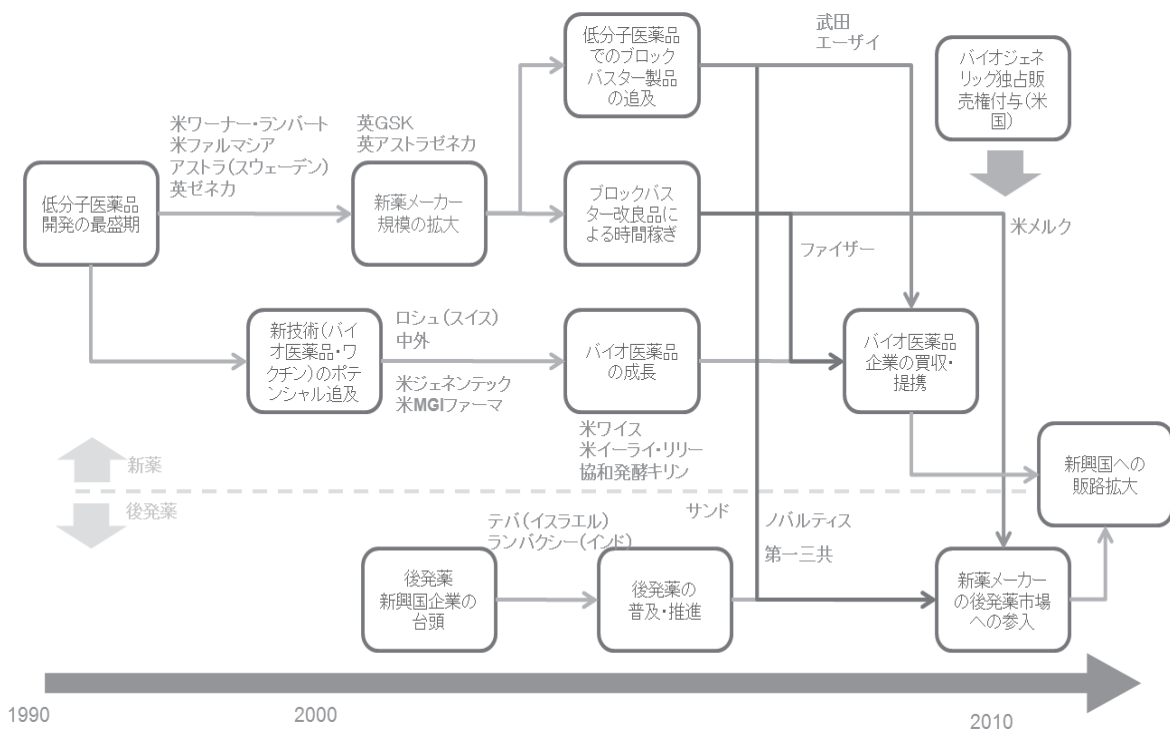 低分子医薬品
でのブロック
バスター製品
の追及
武田
エーザイ
バイオジェネ
リック独占販
売権付与(米
国)
米ワーナー・ランバート
米ファルマシア
アストラ(スウェーデン)
英ゼネカ
英GSK
英アストラゼネカ
低分子医薬品
開発の最盛期
新薬メーカー
規模の拡大
ブロックバス
ター改良品に
よる時間稼ぎ
ファイザー
米メルク
新技術(バイ
オ医薬品・ワ
クチン)のポテ
ンシャル追及
ロシュ(スイス)
中外
米ジェネンテック
米MGIファーマ
バイオ医薬品
の成長
バイオ医薬品
企業の買収・
提携
米ワイス
米イーライ・リリー
協和発酵キリン
新薬
後発薬
新興国への
販路拡大
テバ(イスラエル)
ランバクシー(インド)
サンド
ノバルティス
第一三共
後発薬
新興国企業の
台頭
後発薬の
普及・推進
新薬メーカー
の後発薬市場
への参入
1990
2000
2010